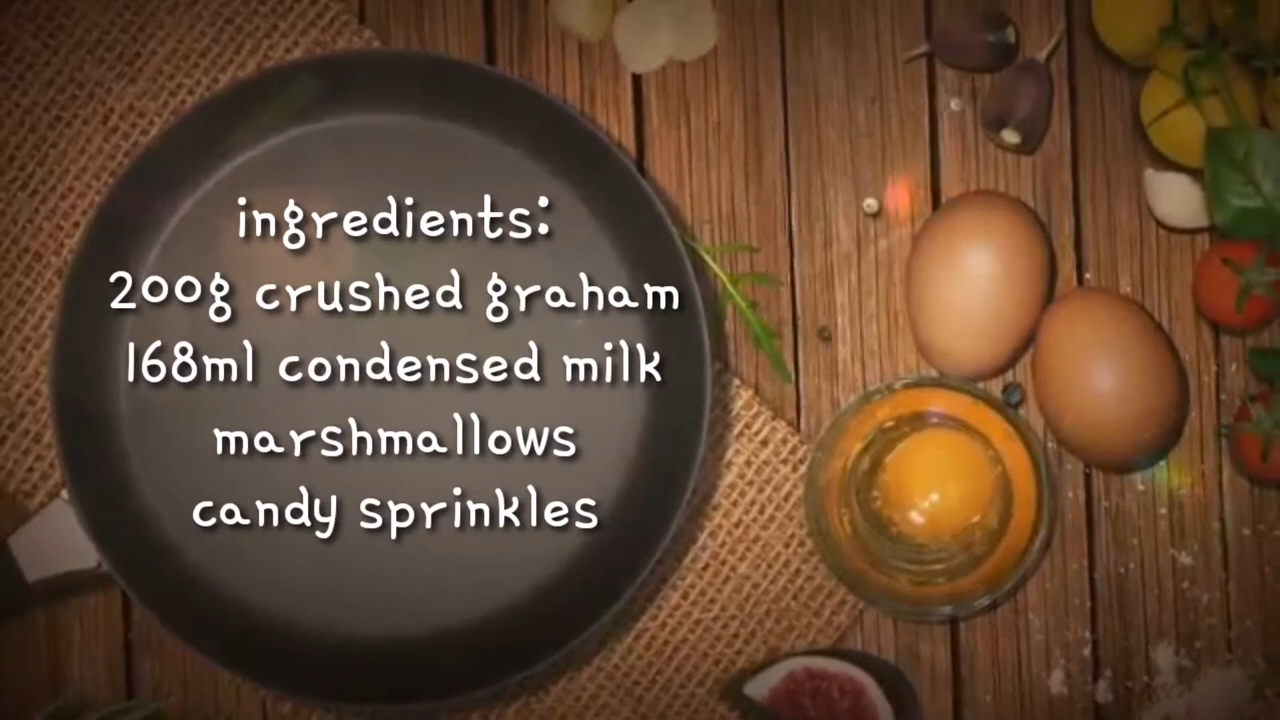 ingredients:
200g crushed graham
168ml condensed milk
marshmallows
candy sprinkles